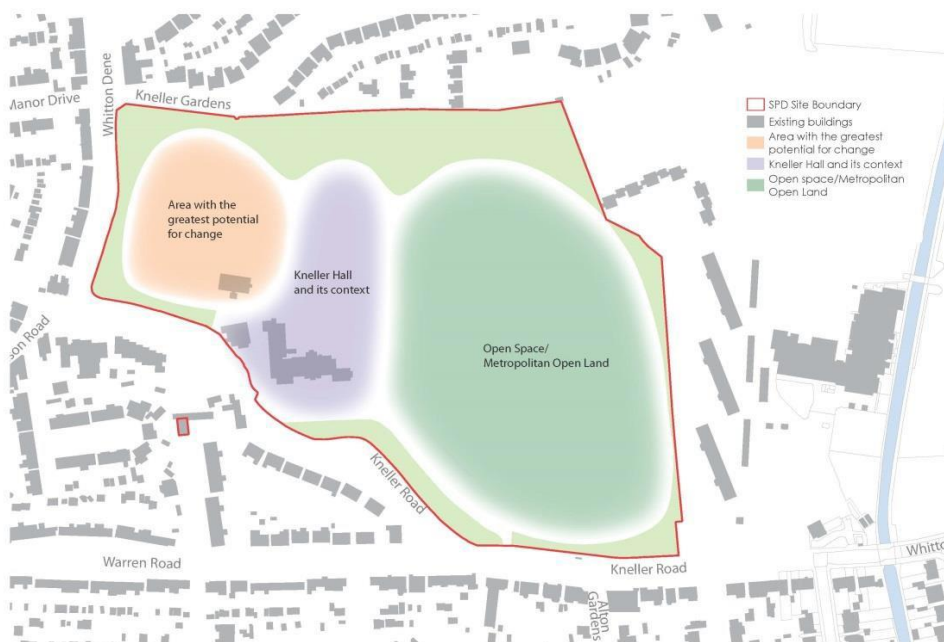 Manor Drive
Whitton Dene
Kneller Gardens
SPD Site Boundary
Existing buildings
Area with the greatest
potential for change
Kneller Hall and its context
Open space/Metropolitan
Open Land
Area with the
greatest potential
for change
Kneller Hall
and its context
Open Space/
Metropolitan Open Land
son Road
Kneller Road
Warren Road
Kneller Road
Alton
Gardens
Whitto